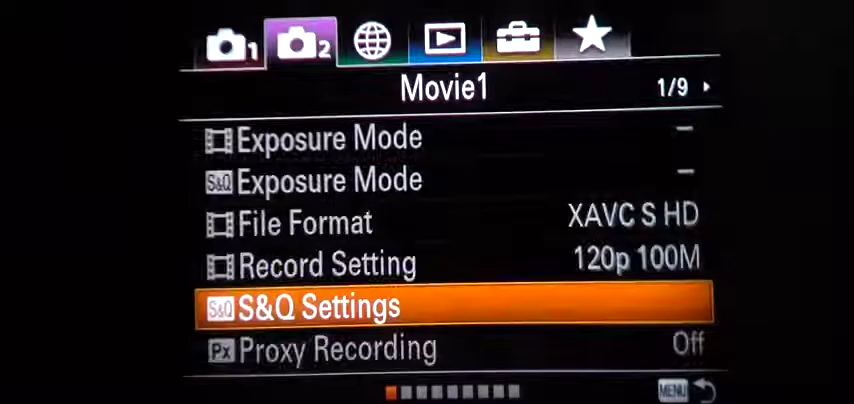 1 2
Movie1 1/9
Exposure Mode –
S&Q Exposure Mode –
File Format XAVC S HD
Record Setting 120p 100M
S&Q S&Q Settings
Px Proxy Recording Off
MENU